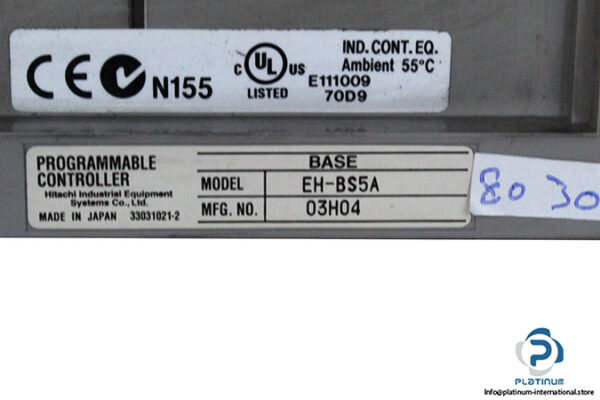 CE N155
C UL US
LISTED
IND. CONT. EQ.
Ambient 55°C
E111009
70D9
PROGRAMMABLE
CONTROLLER
Hitachi Industrial Equipment
Systems Co., Ltd.
MADE IN JAPAN 33031021-2
BASE
MODEL EH-BS5A
MFG. NO. 03H04
80 30
PLATINUM
Info@platinum-international.store